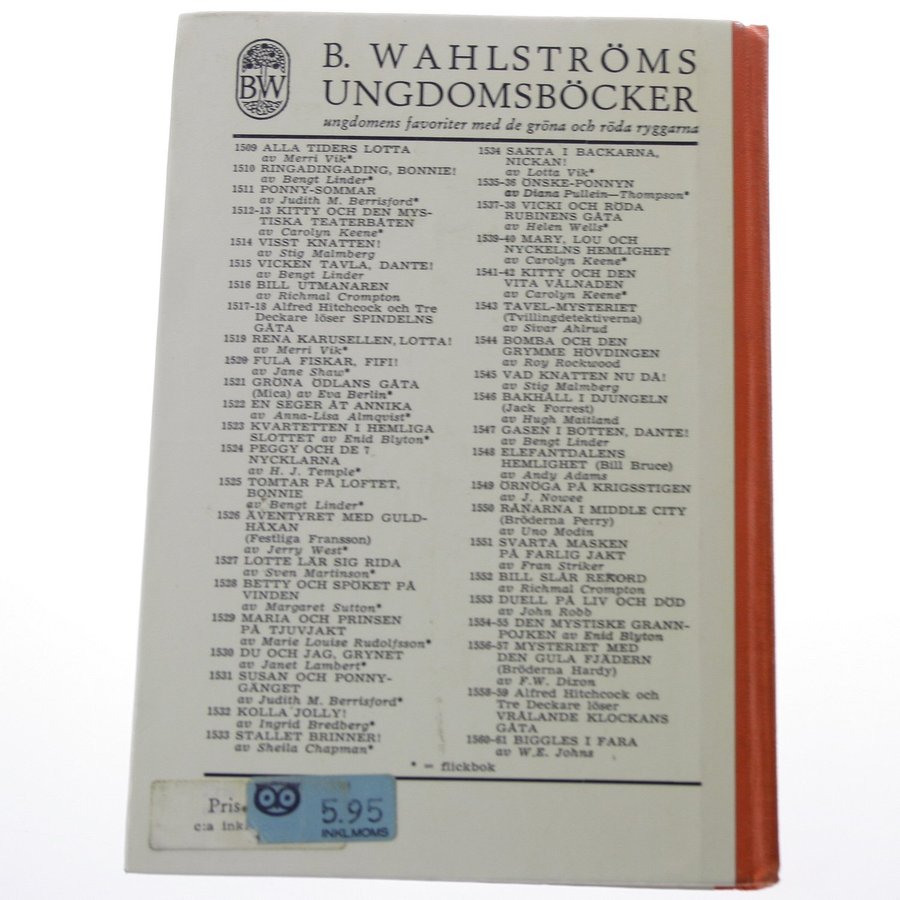 BW
B. WAHLSTRÖMS
UNGDOMSBÖCKER
ungdomens favoriter med de gröna och röda ryggarna
1509 ALLA TIDERS LOTTA
av Merri Vik*
1510 RINGADINGADING, BONNIE!
av Bengt Linder*
1511 PONNY-SOMMAR
av Judith M. Berrisford*
1512-13 KITTY OCH DEN MYS-
TISKA TEATERBÅTEN
av Carolyn Keene*
1514 VISST KNATTEN!
av Stig Malmberg
1515 VICKEN TAVLA, DANTE!
av Bengt Linder
1516 BILL UTMANAREN
av Richmal Crompton
1517-18 Alfred Hitchcock och Tre
Deckare löser SPINDELNS
GÅTA
1519 RENA KARUSELLEN, LOTTA!
av Merri Vik*
1520 FULA FISKAR, FIFI!
av Jane Shaw*
1521 GRÖNA ÖDLANS GÅTA
(Mica) av Eva Berlin*
1522 EN SEGER ÅT ANNIKA
av Anna-Lisa Almqvist*
1523 KVARTETTEN I HEMLIGA
SLOTTET av Enid Blyton*
1524 PEGGY OCH DE 7
NYCKLARNA
av H. J. Temple*
1525 TOMTAR PÅ LOFTET,
BONNIE
av Bengt Linder*
1526 ÄVENTYRET MED GULD-
HÄXAN
(Festliga Fransson)
av Jerry West*
1527 LOTTE LÄR SIG RIDA
av Sven Martinson*
1528 BETTY OCH SPÖKET PÅ
VINDEN
av Margaret Sutton*
1529 MARIA OCH PRINSEN
PÅ TJUVJAKT
av Marie Louise Rudolfsson*
1530 DU OCH JAG, GRYNET
av Janet Lambert*
1531 SUSAN OCH PONNY-
GÄNGET
av Judith M. Berrisford*
1532 KOLLA JOLLY!
av Ingrid Bredberg*
1533 STALLET BRINNER!
av Sheila Chapman*
1534 SAKTA I BACKARNA,
NICKAN!
av Lotta Vik*
1535-36 ÖNSKE-PONNYN
av Diana Pullein—Thompson*
1537-38 VICKI OCH RÖDA
RUBINENS GÅTA
av Helen Wells*
1539-40 MARY, LOU OCH
NYCKELNS HEMLIGHET
av Carolyn Keene*
1541-42 KITTY OCH DEN
VITA VÅLNADEN
av Carolyn Keene*
1543 TAVEL-MYSTERIET
(Tvillingdetektiverna)
av Sivar Ahlrud
1544 BOMBA OCH DEN
GRYMME HÖVDINGEN
av Roy Rockwood
1545 VAD KNATTEN NU DÅ!
av Stig Malmberg
1546 BAKHÅLL I DJUNGELN
(Jack Forrest)
av Hugh Maitland
1547 GASEN I BOTTEN, DANTE!
av Bengt Linder
1548 ELEFANTDALENS
HEMLIGHET (Bill Bruce)
av Andy Adams
1549 ÖRNÖGA PÅ KRIGSSTIGEN
av J. Nowee
1550 RÅNARNA I MIDDLE CITY
(Bröderna Perry)
av Uno Modin
1551 SVARTA MASKEN
PÅ FARLIG JAKT
av Fran Striker
1552 BILL SLÅR REKORD
av Richmal Crompton
1553 DUELL PÅ LIV OCH DÖD
av John Robb
1554-55 DEN MYSTISKE GRANN-
POJKEN av Enid Blyton
1556-57 MYSTERIET MED
DEN GULA FJÄDERN
(Bröderna Hardy)
av F.W. Dixon
1558-59 Alfred Hitchcock och
Tre Deckare löser
VRÅLANDE KLOCKANS
GÅTA
1560-61 BIGGLES I FARA
av W.E. Johns
* = flickbok
Pris
c:a ink
5.95
INKL.MOMS